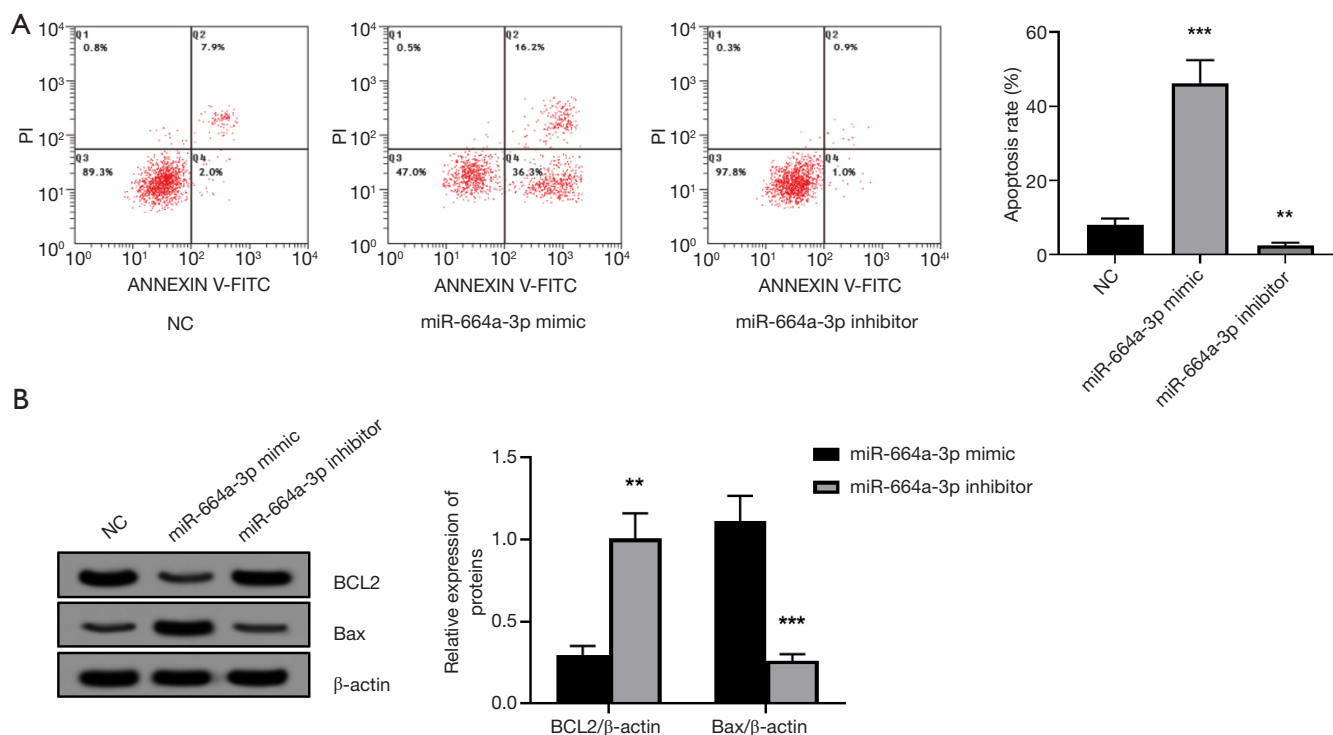 A
Q1
0.8%
Q2
7.9%
Q3
89.3%
Q4
2.0%
10⁴
10³
10²
10¹
10⁰
PI
10⁰ 10¹ 10² 10³ 10⁴
ANNEXIN V-FITC
NC
Q1
0.5%
Q2
16.2%
Q3
47.0%
Q4
36.3%
10⁴
10³
10²
10¹
10⁰
PI
10⁰ 10¹ 10² 10³ 10⁴
ANNEXIN V-FITC
miR-664a-3p mimic
Q1
0.3%
Q2
0.9%
Q3
97.8%
Q4
1.0%
10⁴
10³
10²
10¹
10⁰
PI
10⁰ 10¹ 10² 10³ 10⁴
ANNEXIN V-FITC
miR-664a-3p inhibitor
Apoptosis rate (%)
60
40
20
0
***
**
NC
miR-664a-3p mimic
miR-664a-3p inhibitor
B
NC
miR-664a-3p mimic
miR-664a-3p inhibitor
BCL2
Bax
β-actin
Relative expression of
proteins
1.5
1.0
0.5
0.0
**
***
BCL2/β-actin
Bax/β-actin
miR-664a-3p mimic
miR-664a-3p inhibitor